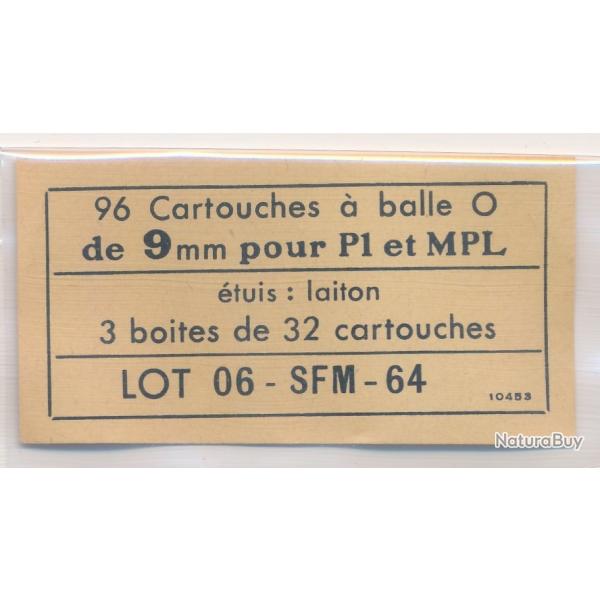 96 Cartouches à balle O
de 9mm pour Pl et MPL
étuis : laiton
3 boites de 32 cartouches
LOT 06 - SFM - 64
10453
NaturaBuy